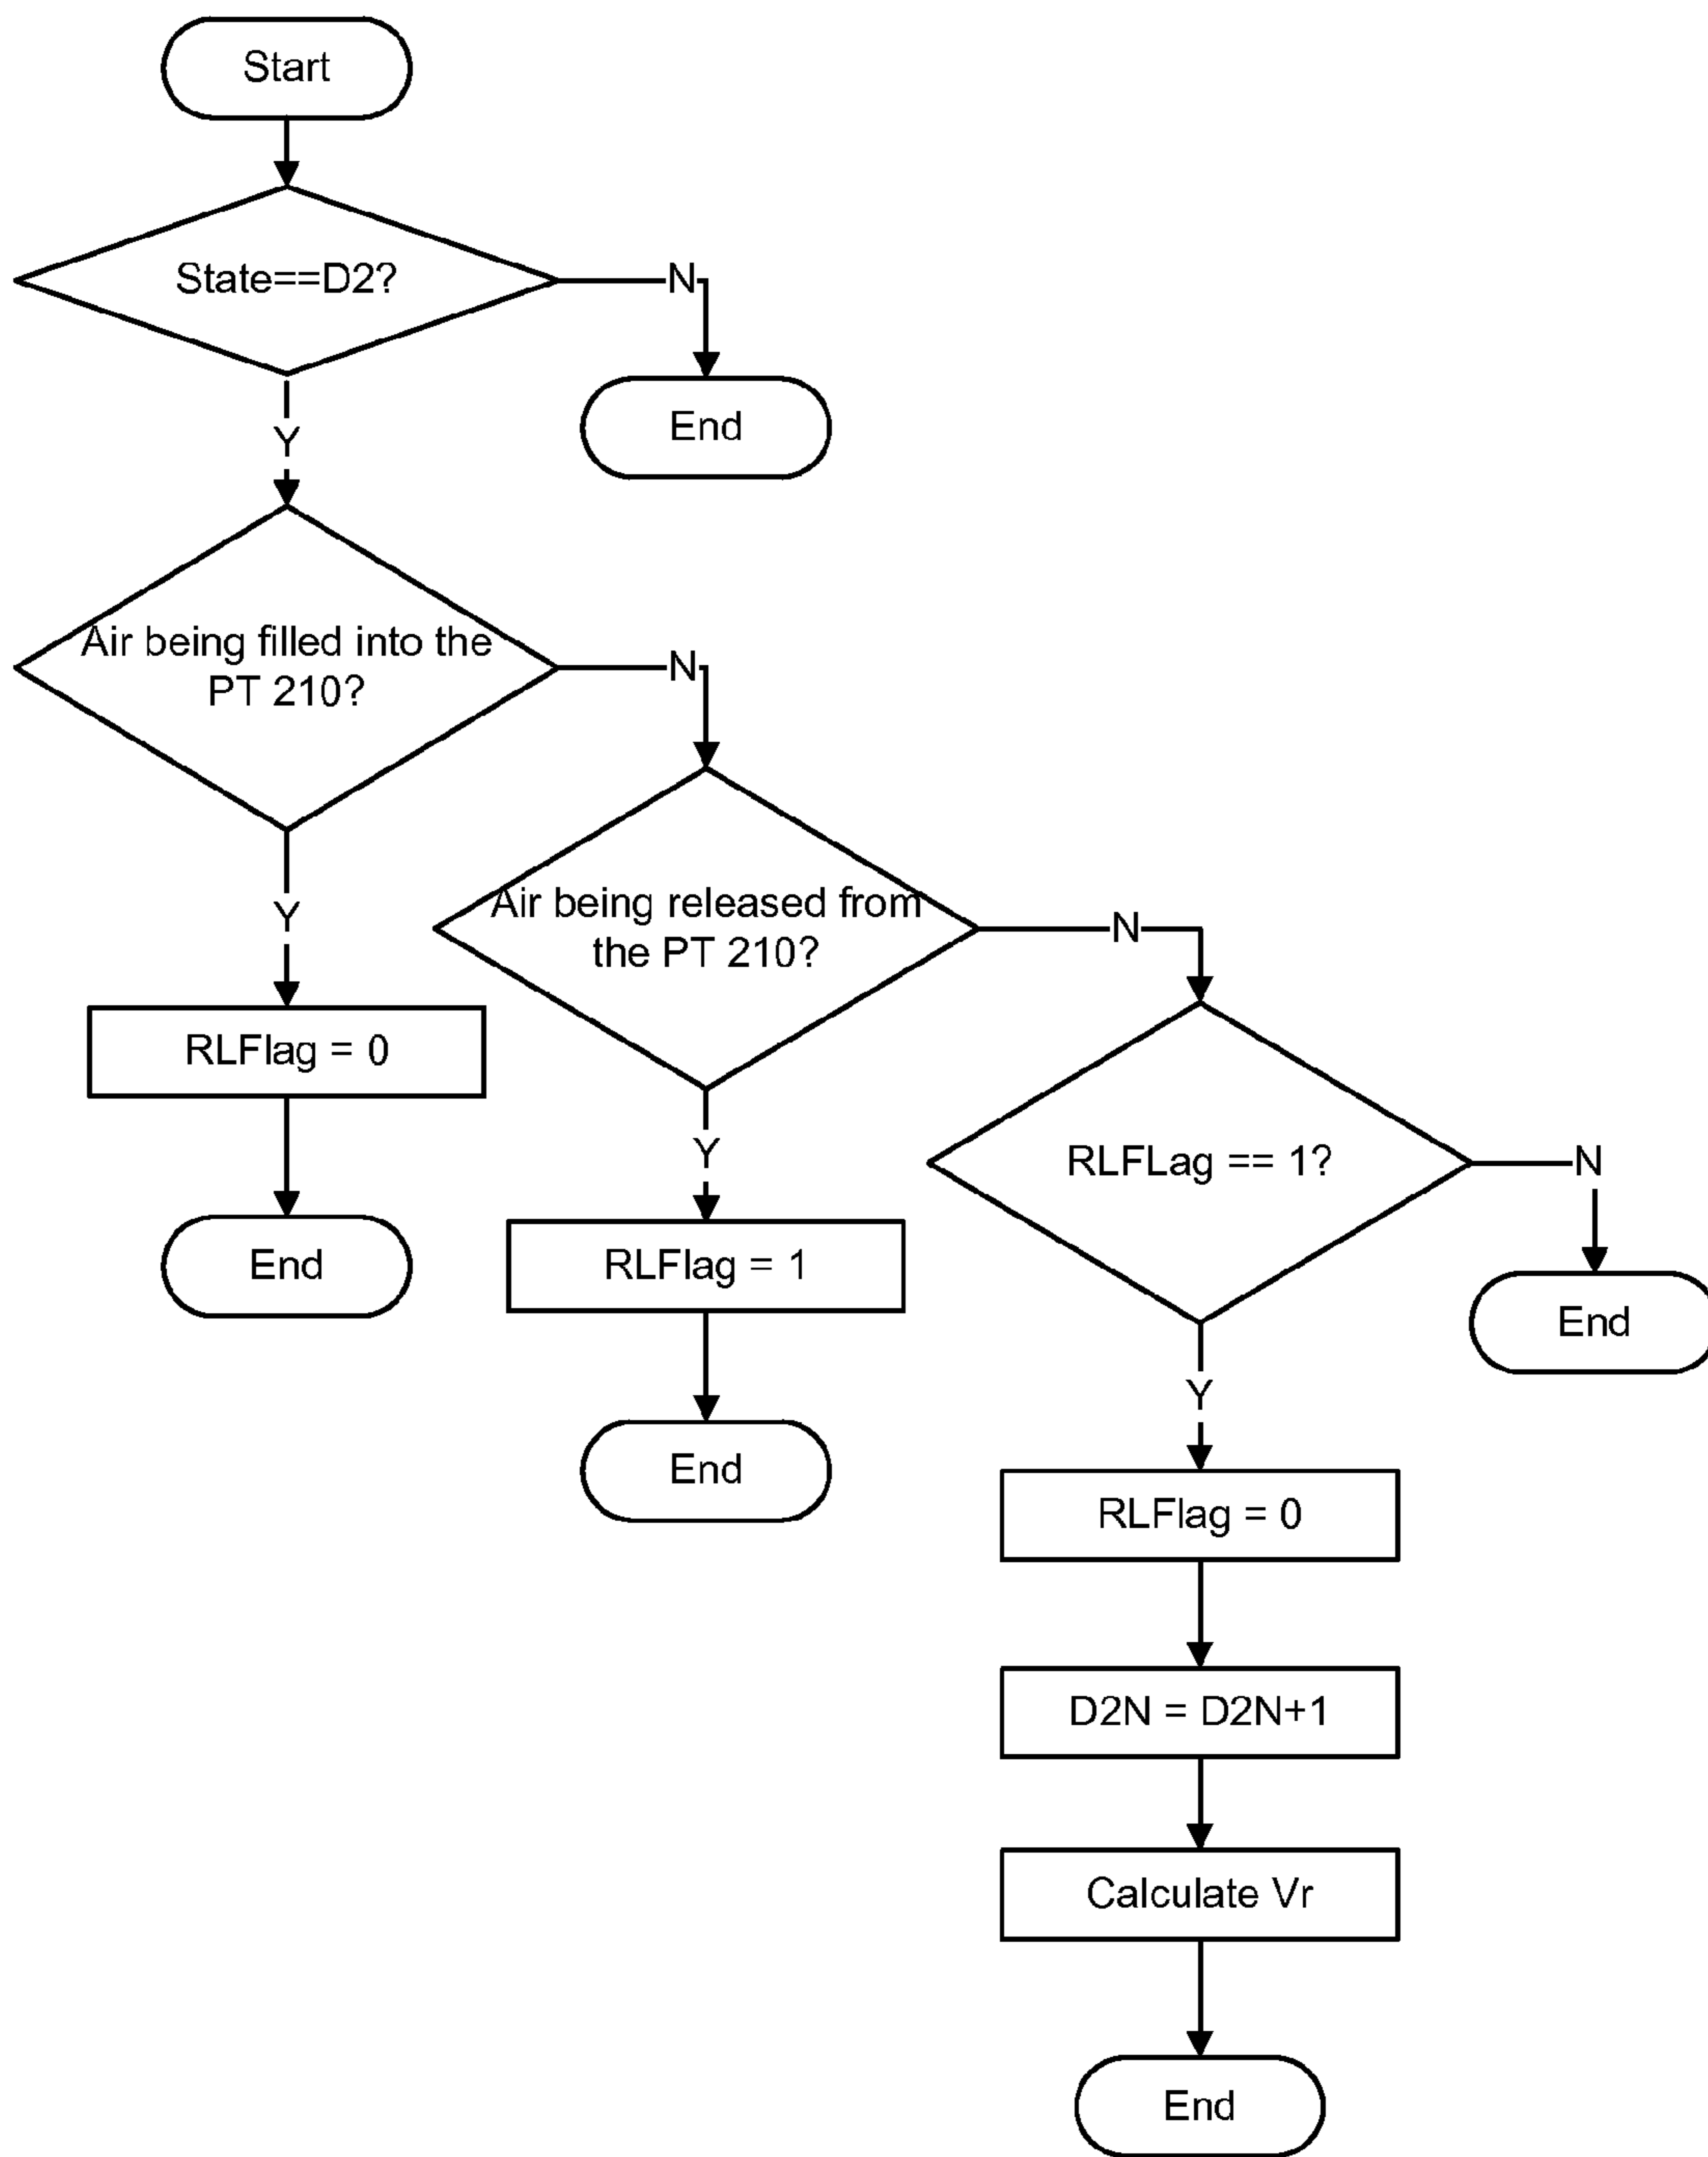 Start
State==D2?
N
End
Y
Air being filled into the
PT 210?
N
Y
Air being released from
the PT 210?
N
RLFlag = 0
Y
RLFLag == 1?
N
End
RLFlag = 1
End
End
Y
RLFlag = 0
D2N = D2N+1
Calculate Vr
End